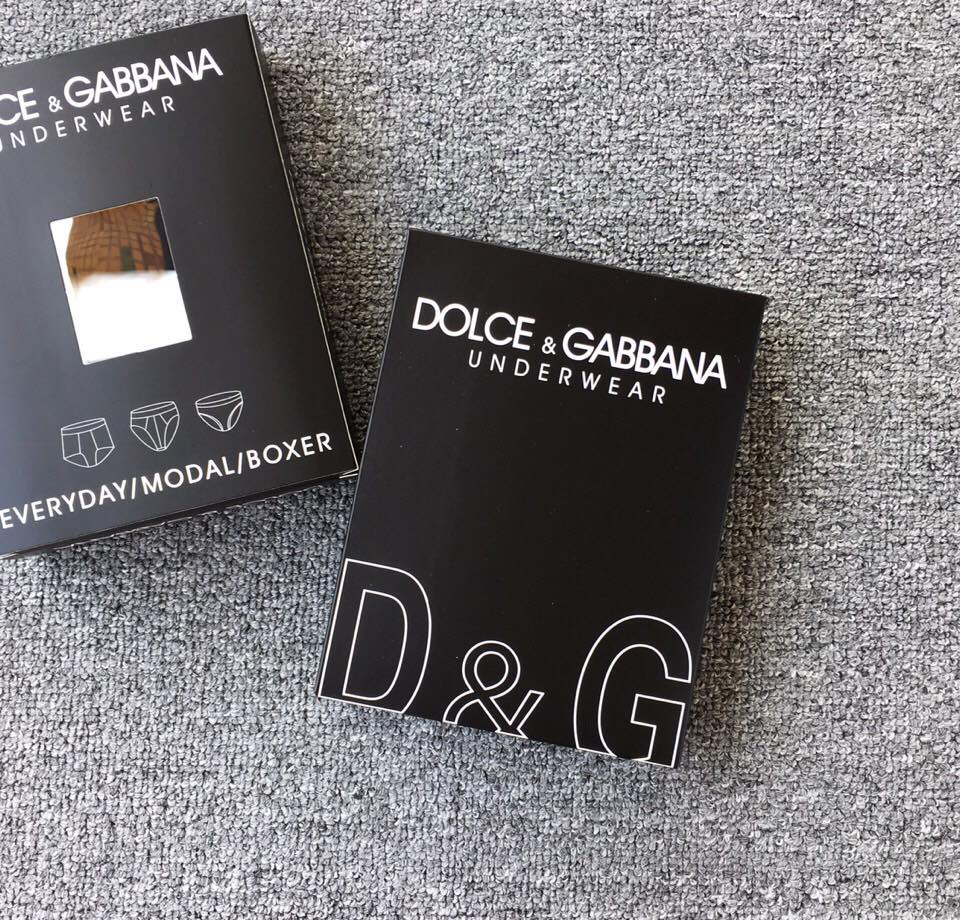 CE & GABBANA
UNDERWEAR
EVERYDAY/MODAL/BOXER
DOLCE & GABBANA
UNDERWEAR
D & G